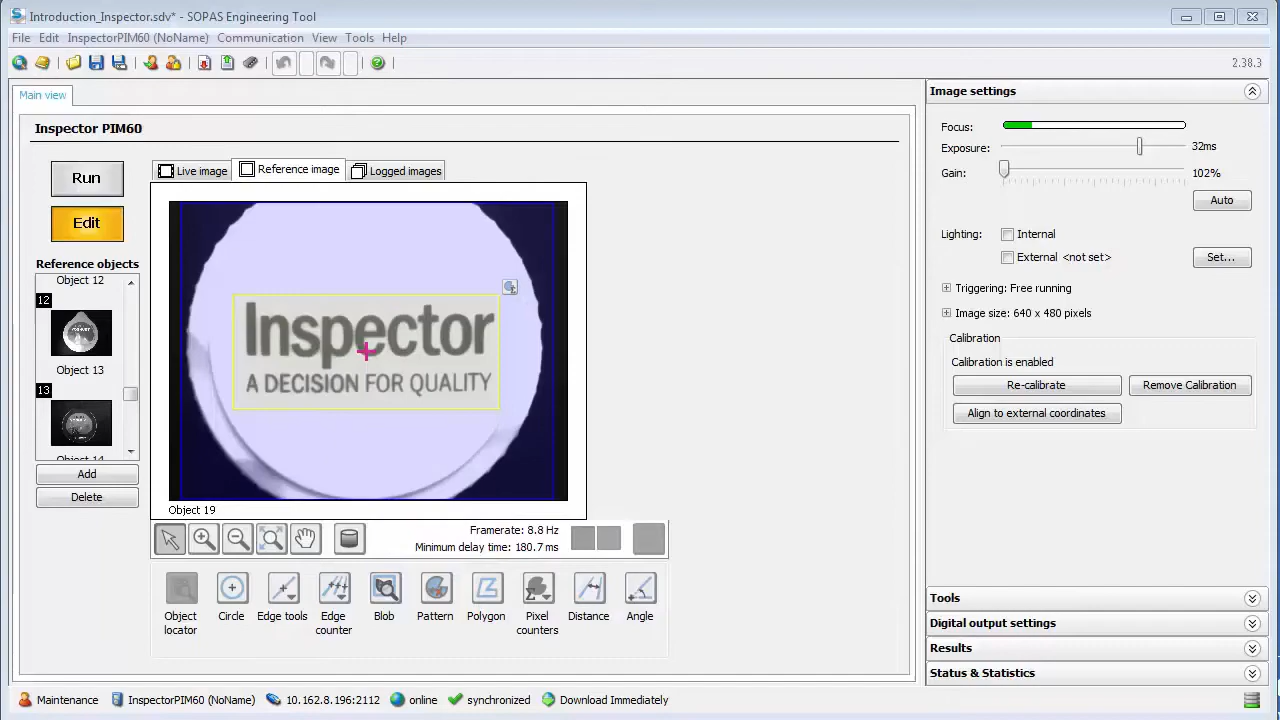 Introduction_Inspector.sdv* - SOPAS Engineering Tool
File Edit InspectorPIM60 (NoName) Communication View Tools Help
2.38.3
Main view
Inspector PIM60
Run
Edit
Reference objects
Object 12
12
Object 13
13
Object 14
Add
Delete
Live image Reference image Logged images
Inspector
A DECISION FOR QUALITY
Object 19
Framerate: 8.8 Hz
Minimum delay time: 180.7 ms
Object locator
Circle
Edge tools
Edge counter
Blob
Pattern
Polygon
Pixel counters
Distance
Angle
Image settings
Focus:
Exposure: 32ms
Gain: 102%
Auto
Lighting: Internal
External <not set> Set...
Triggering: Free running
Image size: 640 x 480 pixels
Calibration
Calibration is enabled
Re-calibrate Remove Calibration
Align to external coordinates
Tools
Digital output settings
Results
Status & Statistics
Maintenance InspectorPIM60 (NoName) 10.162.8.196:2112 online synchronized Download Immediately